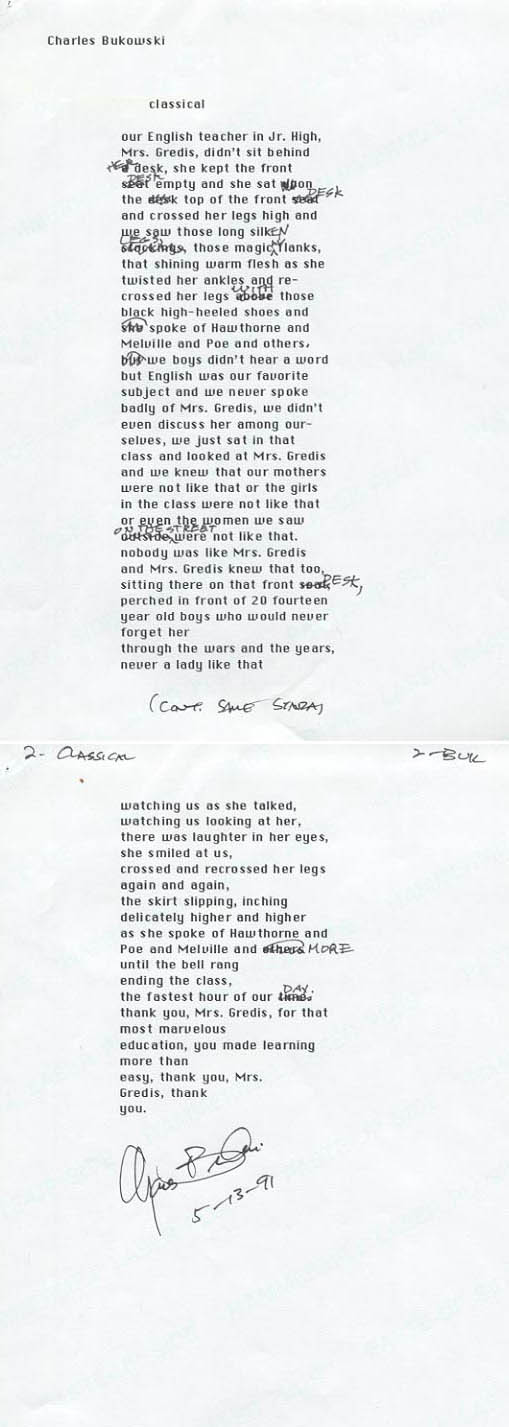 Charles Bukowski
classical
our English teacher in Jr. High,
Mrs. Gredis, didn't sit behind
HER a desk, she kept the front
seat DESK empty and she sat upon
the desk top of the front seat DESK
and crossed her legs high and
we saw those long silkEN
stockings, LEGS, those magic flanks,
that shining warm flesh as she
twisted her ankles and re-
crossed her legs above WITH those
black high-heeled shoes and
she spoke of Hawthorne and
Melville and Poe and others.
but we boys didn't hear a word
but English was our favorite
subject and we never spoke
badly of Mrs. Gredis, we didn't
even discuss her among our-
selves, we just sat in that
class and looked at Mrs. Gredis
and we knew that our mothers
were not like that or the girls
in the class were not like that
or even the women we saw
outside ON THE STREET were not like that.
nobody was like Mrs. Gredis
and Mrs. Gredis knew that too,
sitting there on that front seat, DESK,
perched in front of 20 fourteen
year old boys who would never
forget her
through the wars and the years,
never a lady like that
(CONT. SAME STANZA)
2- CLASSICAL 2-BUK
watching us as she talked,
watching us looking at her,
there was laughter in her eyes,
she smiled at us,
crossed and recrossed her legs
again and again,
the skirt slipping, inching
delicately higher and higher
as she spoke of Hawthorne and
Poe and Melville and others MORE
until the bell rang
ending the class,
the fastest hour of our time. DAY.
thank you, Mrs. Gredis, for that
most marvelous
education, you made learning
more than
easy, thank you, Mrs.
Gredis, thank
you.
5-13-91